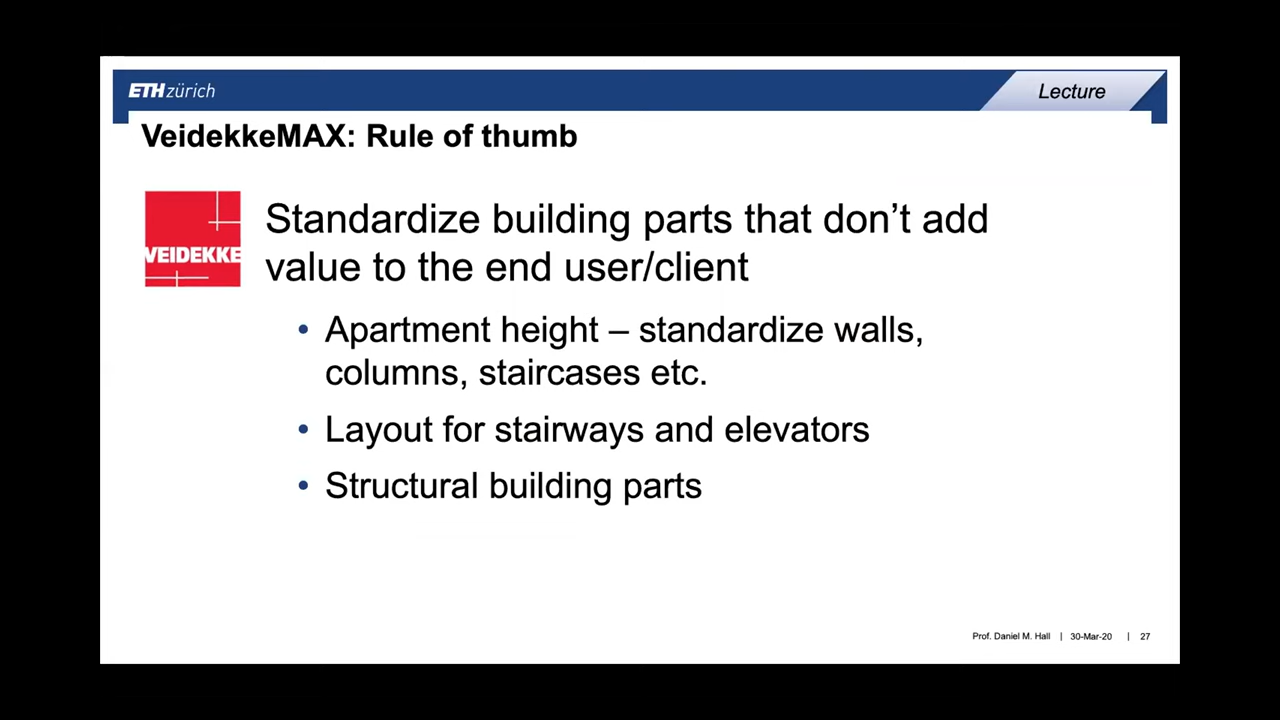 ETH zürich
Lecture
VeidekkeMAX: Rule of thumb
VEIDEKKE
Standardize building parts that don’t add
value to the end user/client
• Apartment height – standardize walls,
columns, staircases etc.
• Layout for stairways and elevators
• Structural building parts
Prof. Daniel M. Hall | 30-Mar-20 | 27